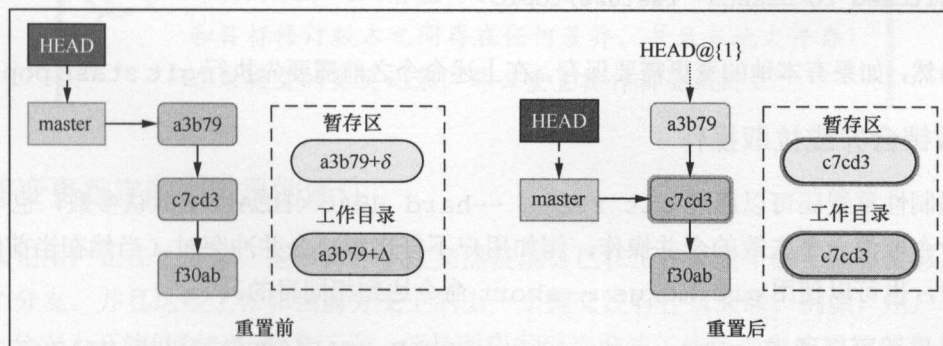 HEAD
master
a3b79
c7cd3
f30ab
暂存区
a3b79+δ
工作目录
a3b79+Δ
重置前
HEAD@{1}
HEAD
a3b79
master
c7cd3
f30ab
暂存区
c7cd3
工作目录
c7cd3
重置后